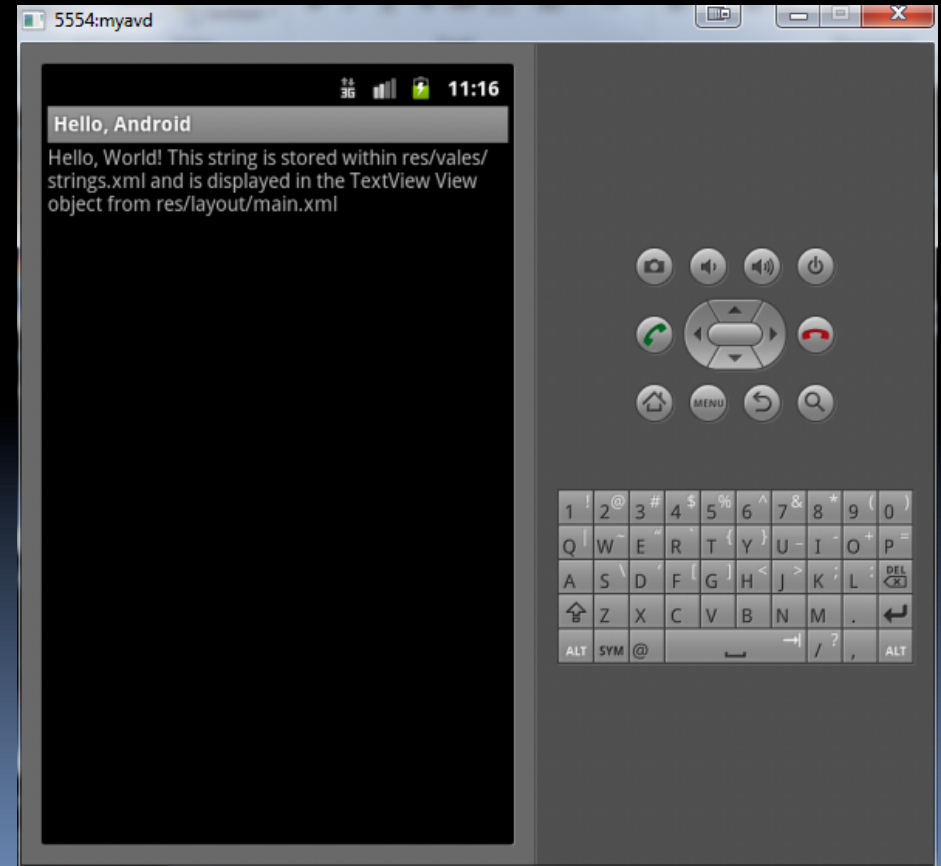 5554:myavd
3G 11:16
Hello, Android
Hello, World! This string is stored within res/vales/
strings.xml and is displayed in the TextView View
object from res/layout/main.xml
MENU
1 ! 2 @ 3 # 4 $ 5 % 6 ^ 7 & 8 * 9 ( 0 )
Q | W ~ E " R ` T { Y } U _ I - O + P =
A S \ D ' F [ G ] H < J > K ; L : DEL
Z X C V B N M .
ALT SYM @ / ? , ALT